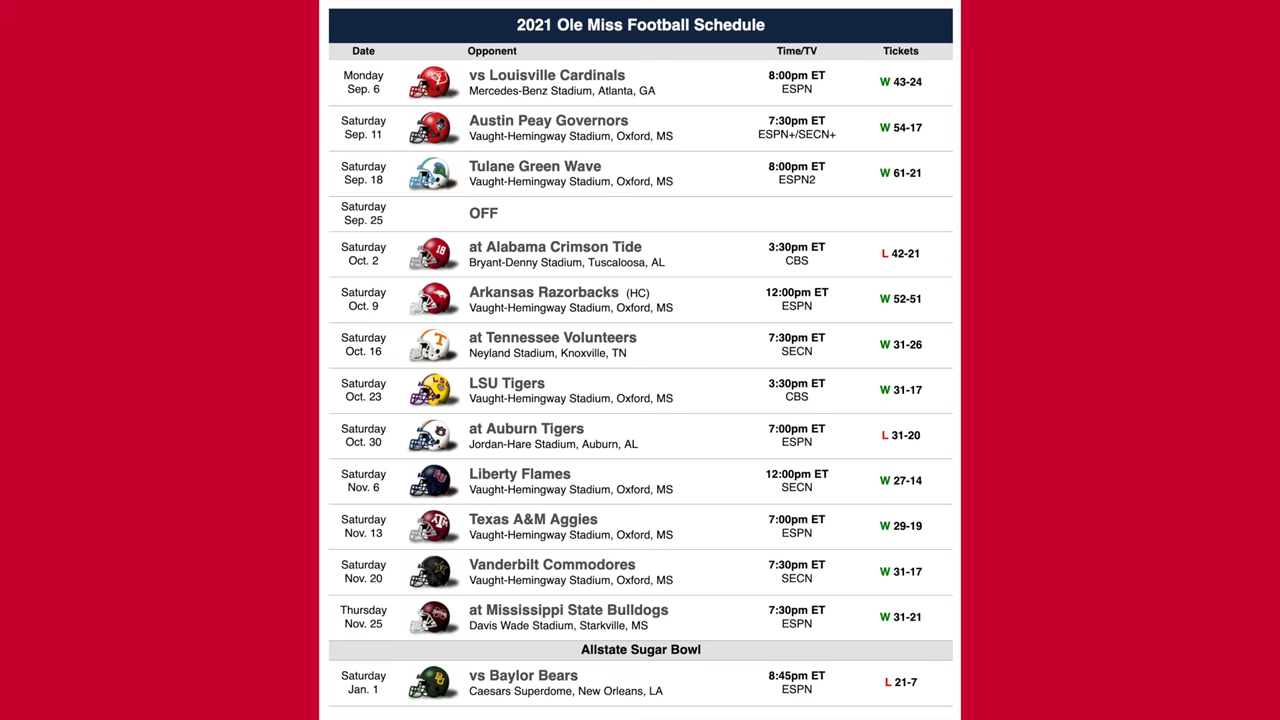 2021 Ole Miss Football Schedule
Date Opponent Time/TV Tickets
Monday vs Louisville Cardinals 8:00pm ET W 43-24
Sep. 6 Mercedes-Benz Stadium, Atlanta, GA ESPN
Saturday Austin Peay Governors 7:30pm ET W 54-17
Sep. 11 Vaught-Hemingway Stadium, Oxford, MS ESPN+/SECN+
Saturday Tulane Green Wave 8:00pm ET W 61-21
Sep. 18 Vaught-Hemingway Stadium, Oxford, MS ESPN2
Saturday OFF
Sep. 25
Saturday 18 at Alabama Crimson Tide 3:30pm ET L 42-21
Oct. 2 Bryant-Denny Stadium, Tuscaloosa, AL CBS
Saturday Arkansas Razorbacks (HC) 12:00pm ET W 52-51
Oct. 9 Vaught-Hemingway Stadium, Oxford, MS ESPN
Saturday T at Tennessee Volunteers 7:30pm ET W 31-26
Oct. 16 Neyland Stadium, Knoxville, TN SECN
Saturday LSU Tigers 3:30pm ET W 31-17
Oct. 23 Vaught-Hemingway Stadium, Oxford, MS CBS
Saturday at Auburn Tigers 7:00pm ET L 31-20
Oct. 30 Jordan-Hare Stadium, Auburn, AL ESPN
Saturday LU Liberty Flames 12:00pm ET W 27-14
Nov. 6 Vaught-Hemingway Stadium, Oxford, MS SECN
Saturday ATM Texas A&M Aggies 7:00pm ET W 29-19
Nov. 13 Vaught-Hemingway Stadium, Oxford, MS ESPN
Saturday Vanderbilt Commodores 7:30pm ET W 31-17
Nov. 20 Vaught-Hemingway Stadium, Oxford, MS SECN
Thursday at Mississippi State Bulldogs 7:30pm ET W 31-21
Nov. 25 Davis Wade Stadium, Starkville, MS ESPN
Allstate Sugar Bowl
Saturday BU vs Baylor Bears 8:45pm ET L 21-7
Jan. 1 Caesars Superdome, New Orleans, LA ESPN